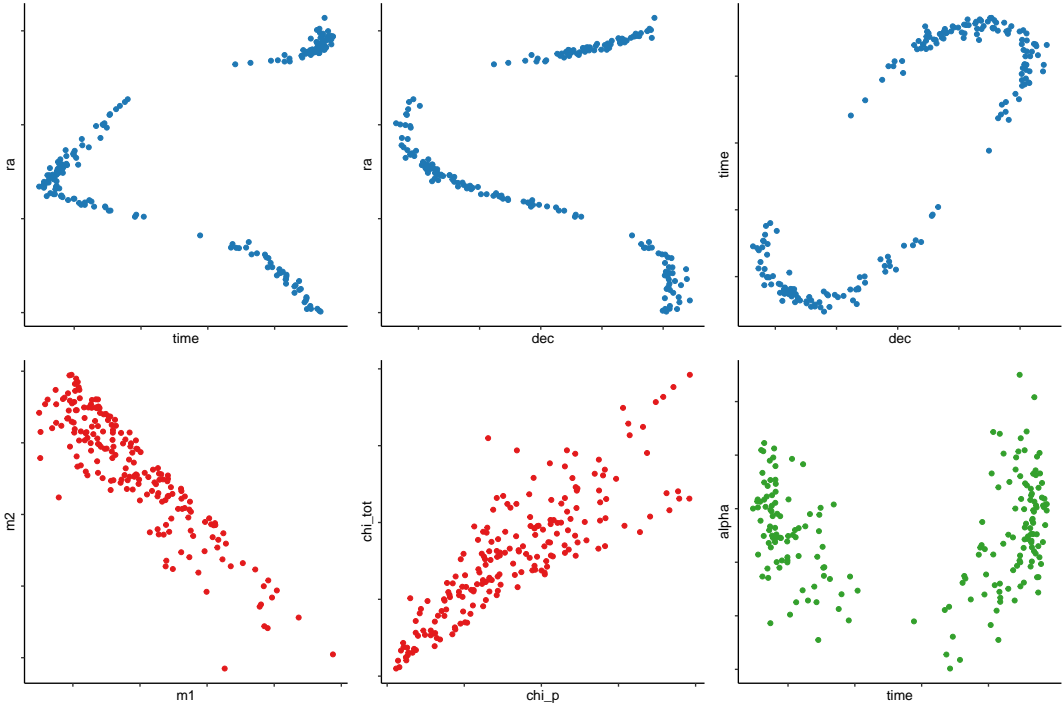 ra
time
ra
dec
time
dec
m2
m1
chi_tot
chi_p
alpha
time